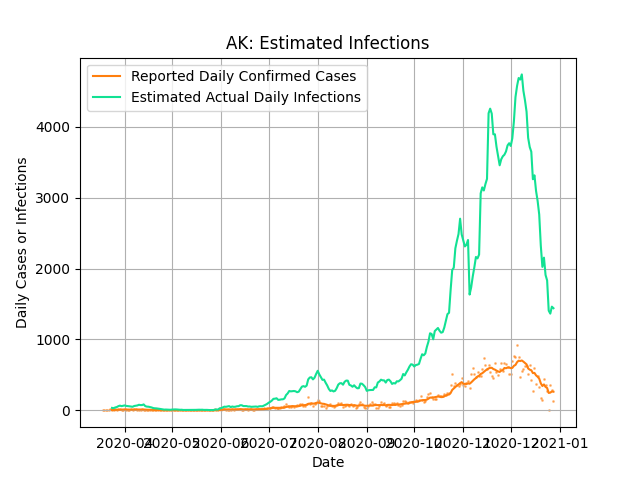 AK: Estimated Infections
Reported Daily Confirmed Cases
Estimated Actual Daily Infections
Daily Cases or Infections
4000
3000
2000
1000
0
2020-04 2020-05 2020-06 2020-07 2020-08 2020-09 2020-10 2020-11 2020-12 2021-01
Date